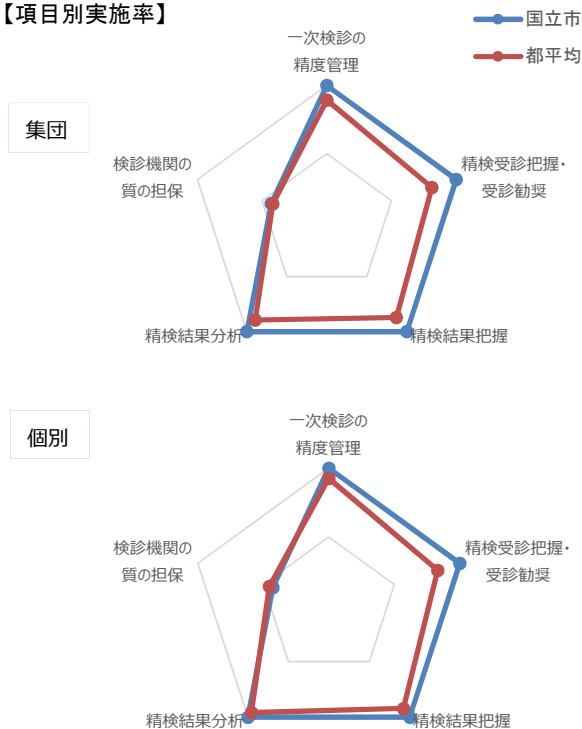 【項目別実施率】
国立市
都平均
集団
一次検診の
精度管理
検診機関の
質の担保
精検受診把握・
受診勧奨
精検結果分析
精検結果把握
個別
一次検診の
精度管理
検診機関の
質の担保
精検受診把握・
受診勧奨
精検結果分析
精検結果把握